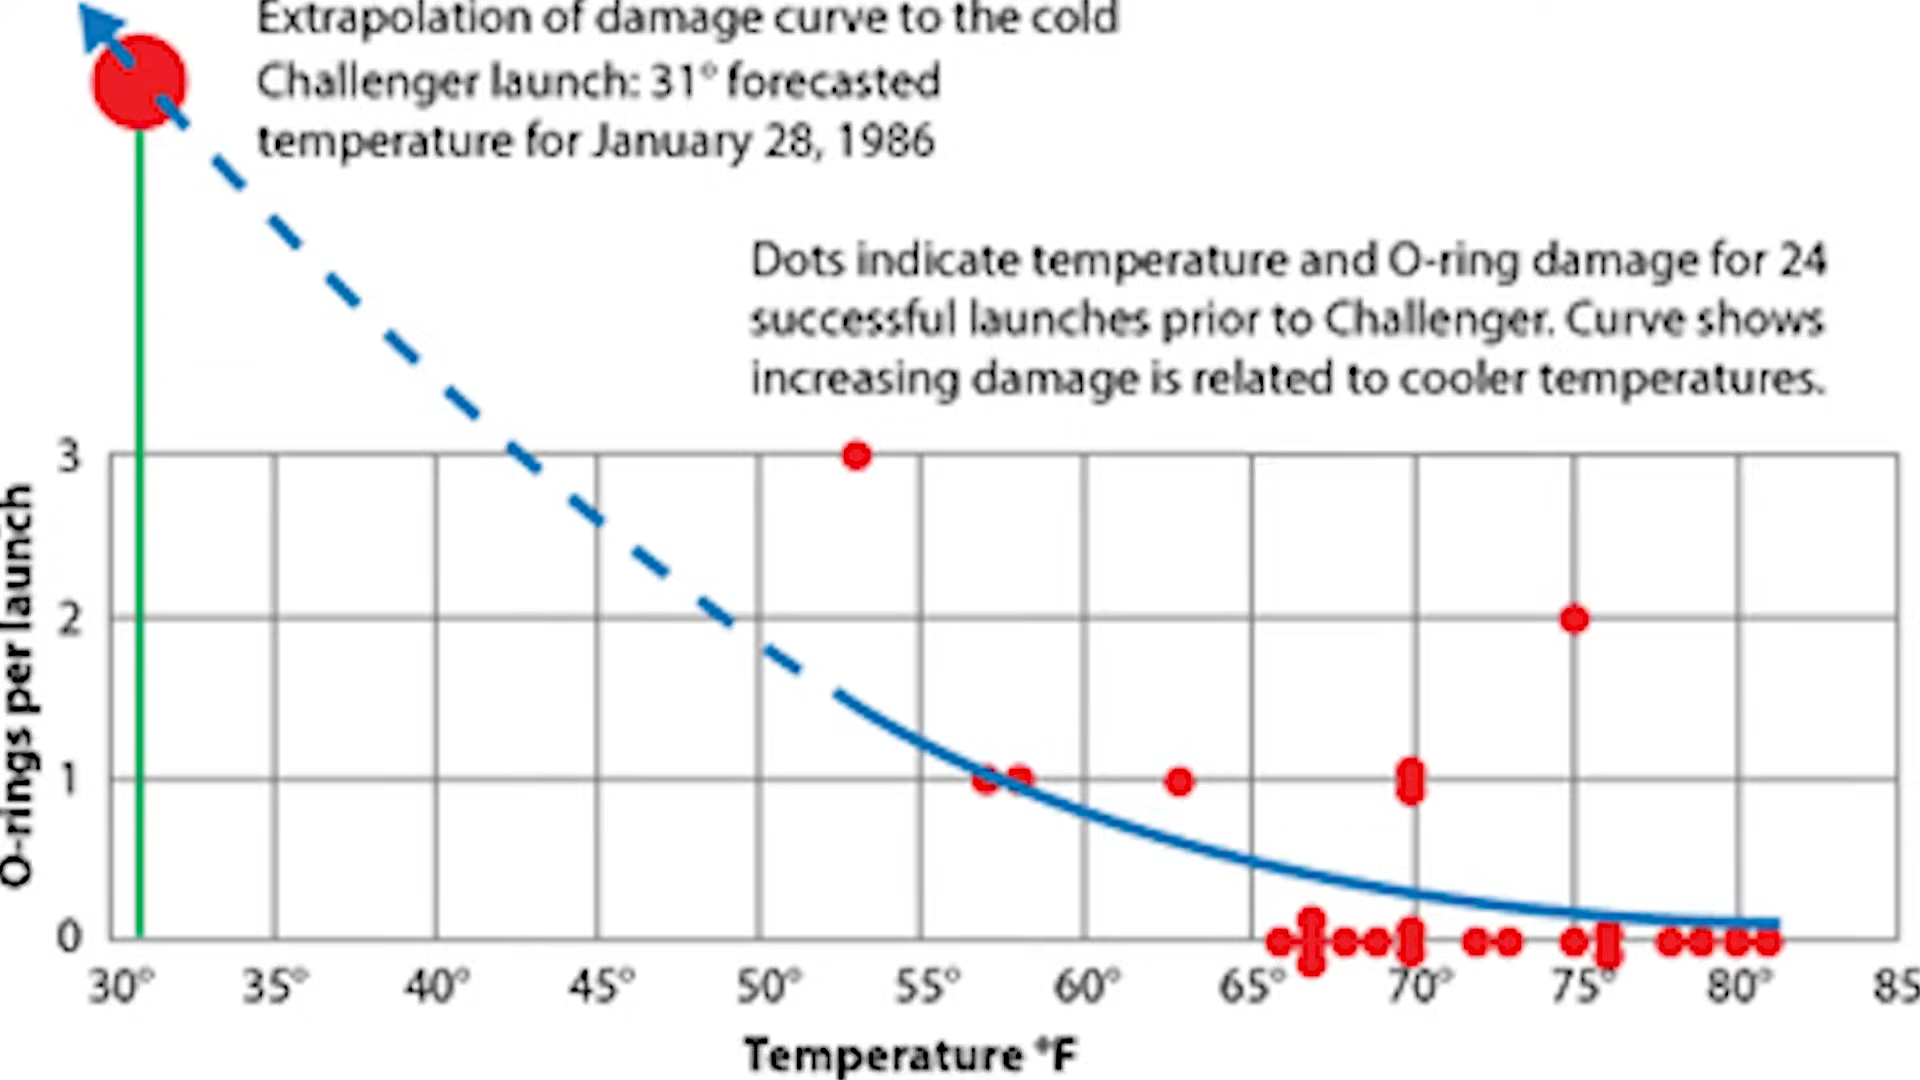 Extrapolation of damage curve to the cold
Challenger launch: 31° forecasted
temperature for January 28, 1986
Dots indicate temperature and O-ring damage for 24
successful launches prior to Challenger. Curve shows
increasing damage is related to cooler temperatures.
O-rings per launch
3
2
1
0
30° 35° 40° 45° 50° 55° 60° 65° 70° 75° 80° 85
Temperature °F